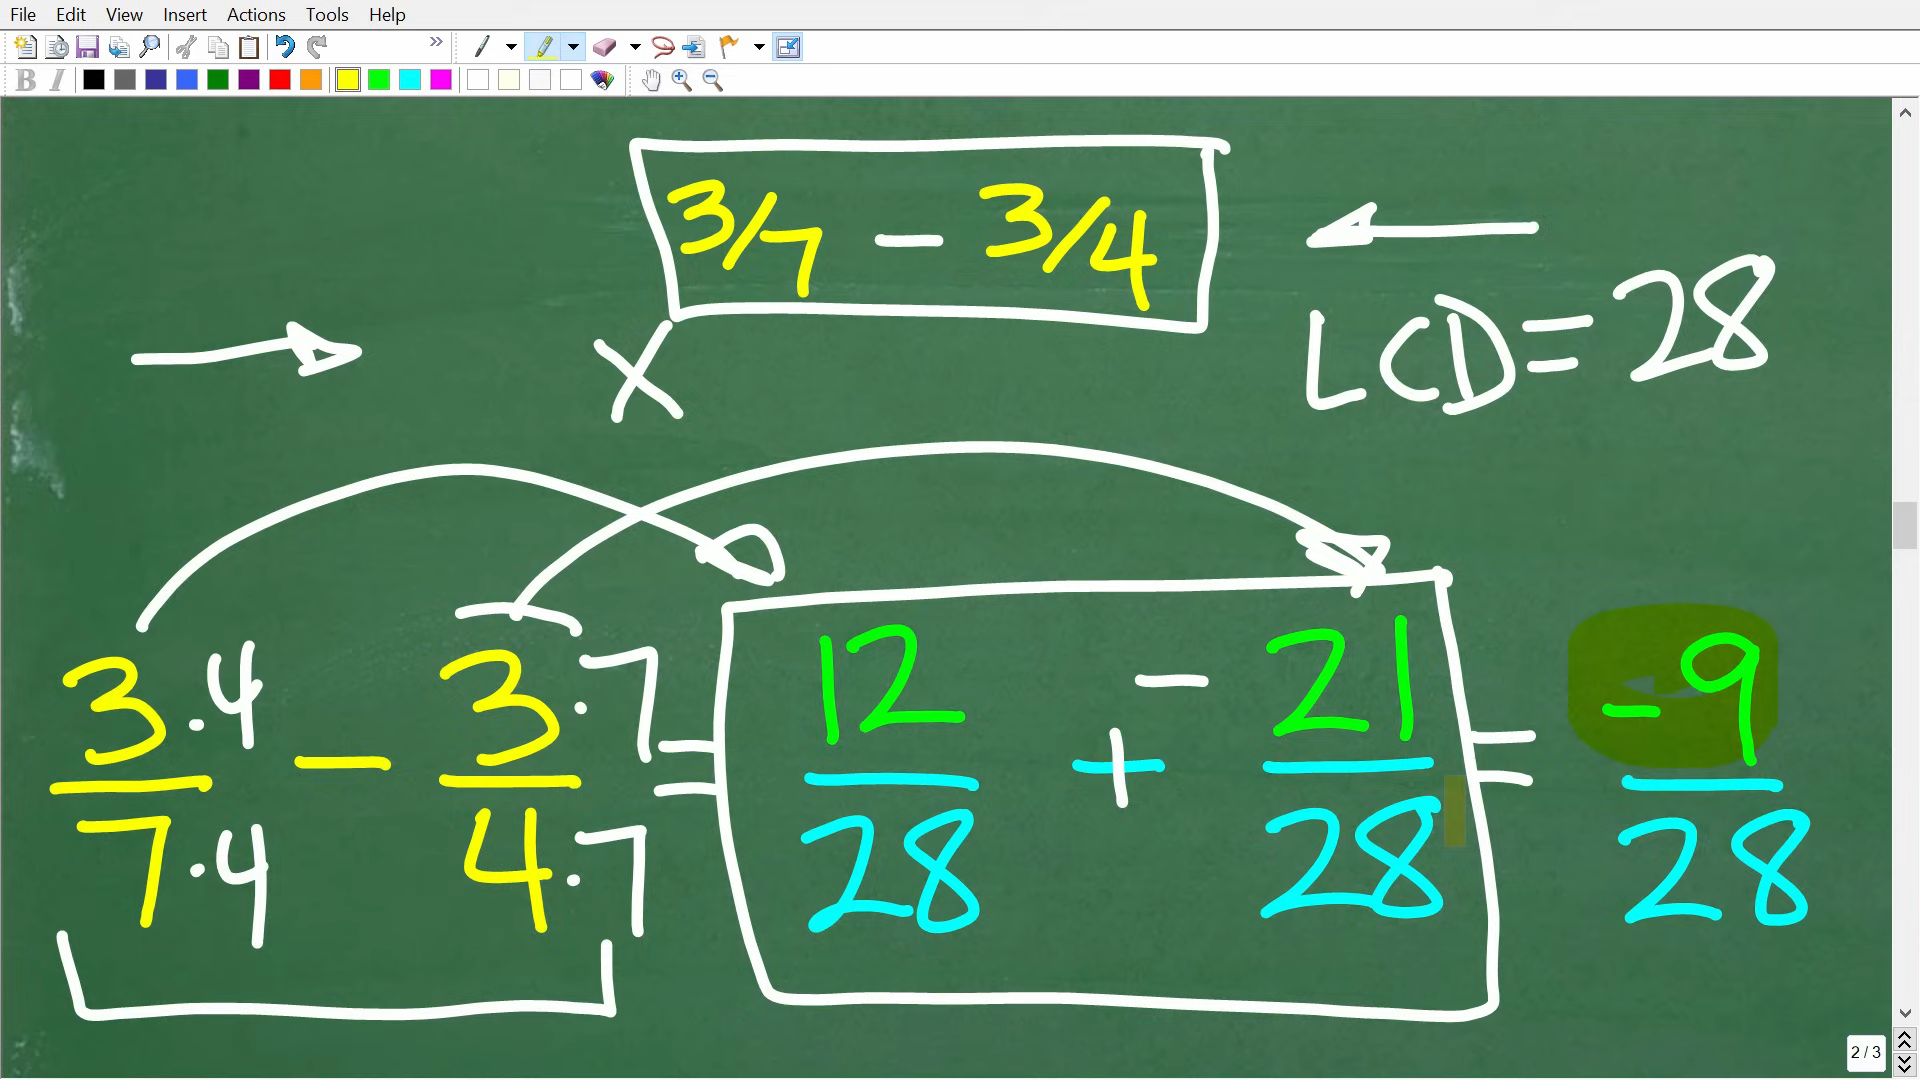 File Edit View Insert Actions Tools Help
B I
3/7 - 3/4
LCD = 28
X
3·4/7·4 - 3·7/4·7 = 12/28 + -21/28 = -9/28
2 / 3